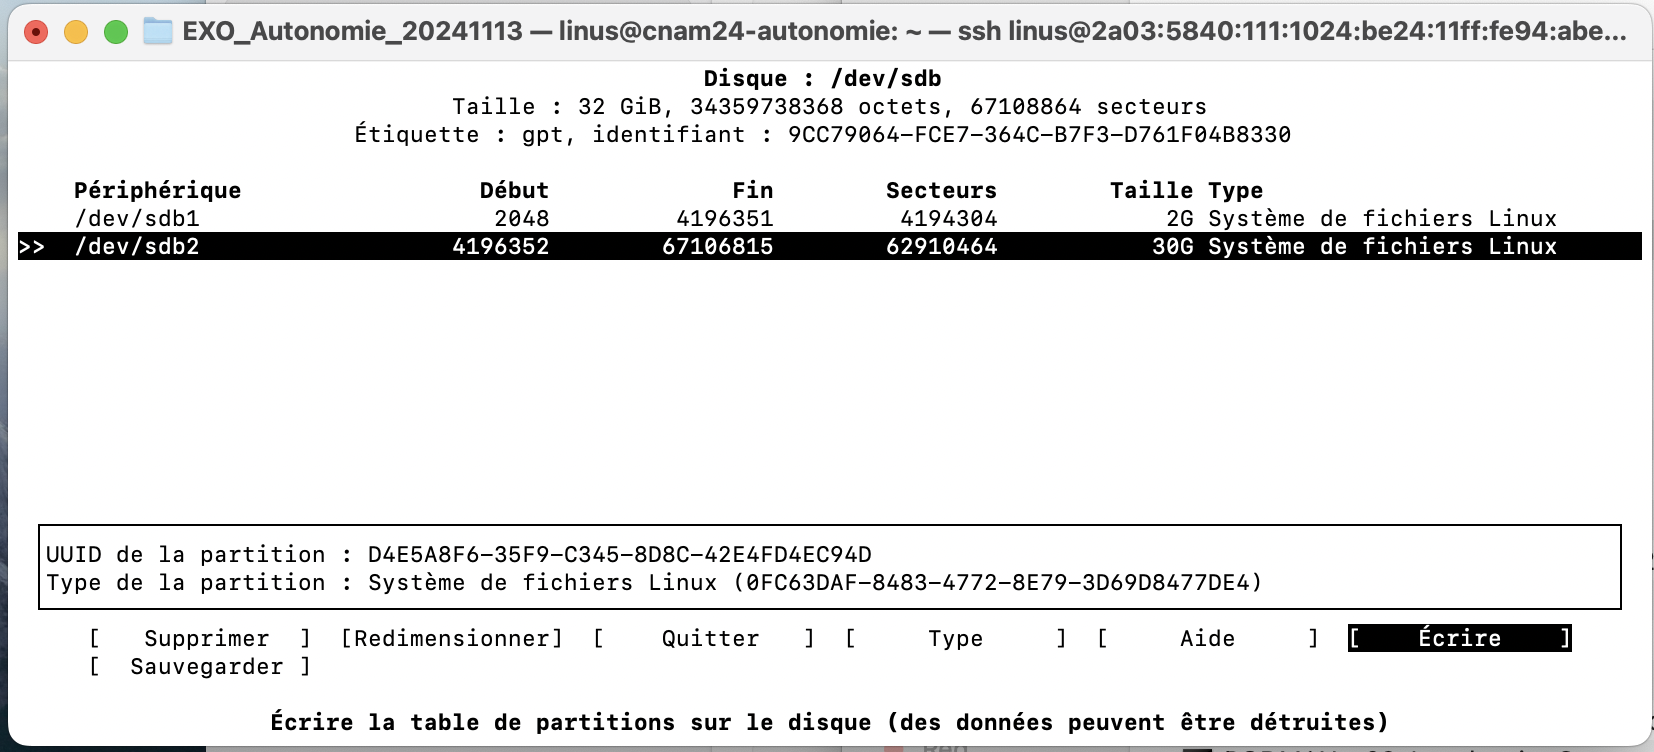 EXO_Autonomie_20241113 — linus@cnam24-autonomie: ~ — ssh linus@2a03:5840:111:1024:be24:11ff:fe94:abe...
Disque : /dev/sdb
Taille : 32 GiB, 34359738368 octets, 67108864 secteurs
Étiquette : gpt, identifiant : 9CC79064-FCE7-364C-B7F3-D761F04B8330
Périphérique Début Fin Secteurs Taille Type
/dev/sdb1 2048 4196351 4194304 2G Système de fichiers Linux
>> /dev/sdb2 4196352 67106815 62910464 30G Système de fichiers Linux
UUID de la partition : D4E5A8F6-35F9-C345-8D8C-42E4FD4EC94D
Type de la partition : Système de fichiers Linux (0FC63DAF-8483-4772-8E79-3D69D8477DE4)
[ Supprimer ] [Redimensionner] [ Quitter ] [ Type ] [ Aide ] [ Écrire ]
[ Sauvegarder ]
Écrire la table de partitions sur le disque (des données peuvent être détruites)